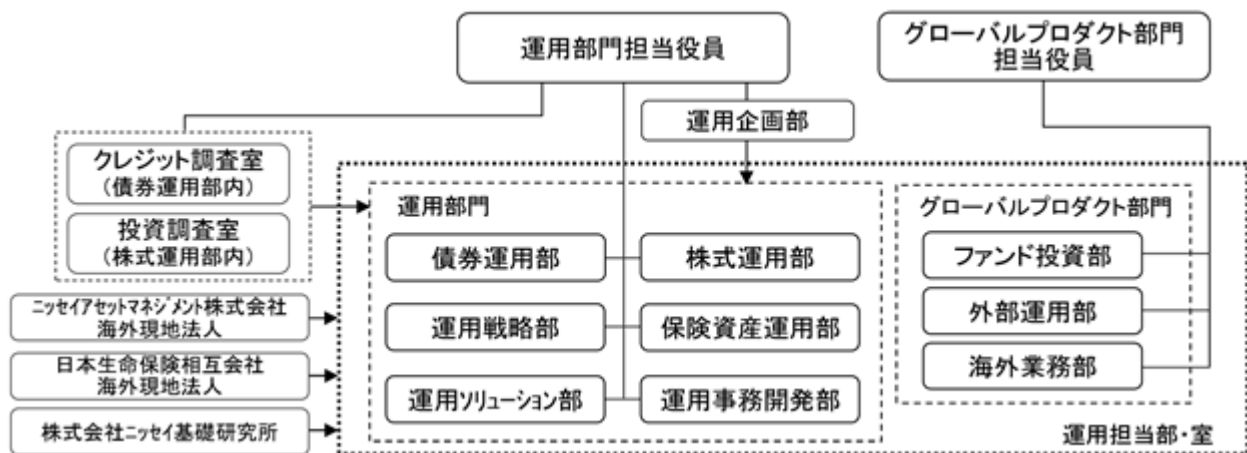 運用部門担当役員
グローバルプロダクト部門
担当役員
運用企画部
クレジット調査室
（債券運用部内）
投資調査室
（株式運用部内）
ニッセイアセットマネジメント株式会社
海外現地法人
日本生命保険相互会社
海外現地法人
株式会社ニッセイ基礎研究所
運用部門
債券運用部
株式運用部
運用戦略部
保険資産運用部
運用ソリューション部
運用事務開発部
グローバルプロダクト部門
ファンド投資部
外部運用部
海外業務部
運用担当部・室